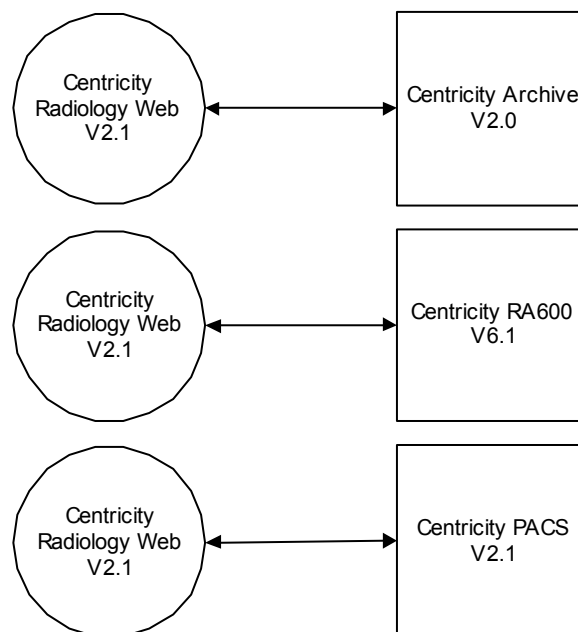 Centricity
Radiology Web
V2.1
Centricity Archive
V2.0
Centricity
Radiology Web
V2.1
Centricity RA600
V6.1
Centricity
Radiology Web
V2.1
Centricity PACS
V2.1